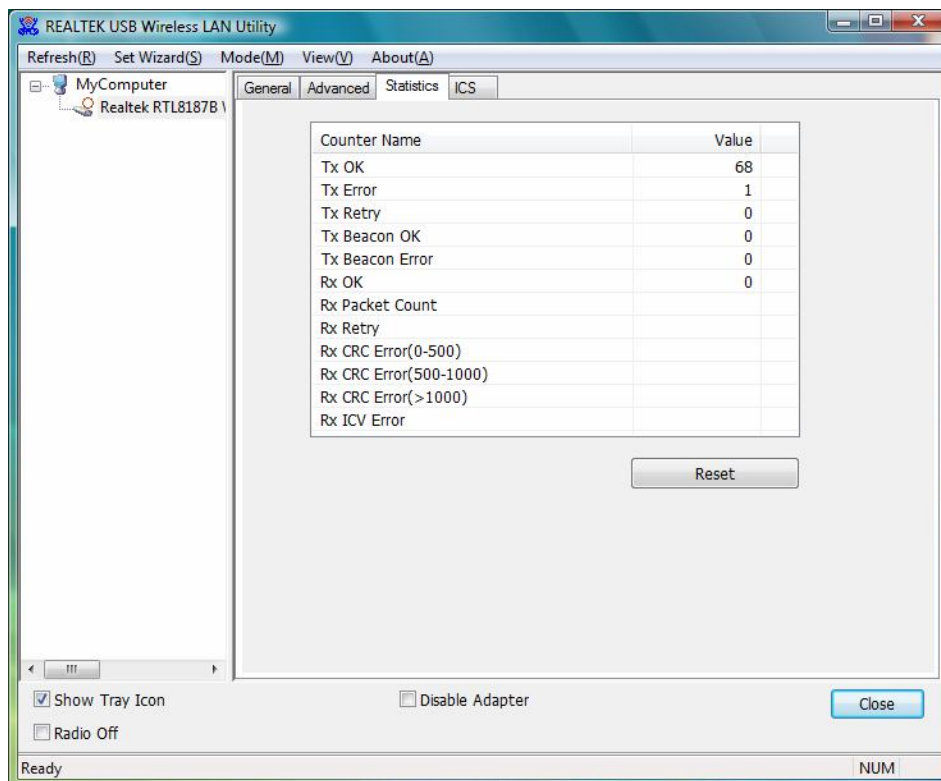 REALTEK USB Wireless LAN Utility
Refresh(R) Set Wizard(S) Mode(M) View(V) About(A)
MyComputer
Realtek RTL8187B
General Advanced Statistics ICS
Counter Name Value
Tx OK 68
Tx Error 1
Tx Retry 0
Tx Beacon OK 0
Tx Beacon Error 0
Rx OK 0
Rx Packet Count
Rx Retry
Rx CRC Error(0-500)
Rx CRC Error(500-1000)
Rx CRC Error(>1000)
Rx ICV Error
Reset
Show Tray Icon Disable Adapter Close
Radio Off
Ready NUM